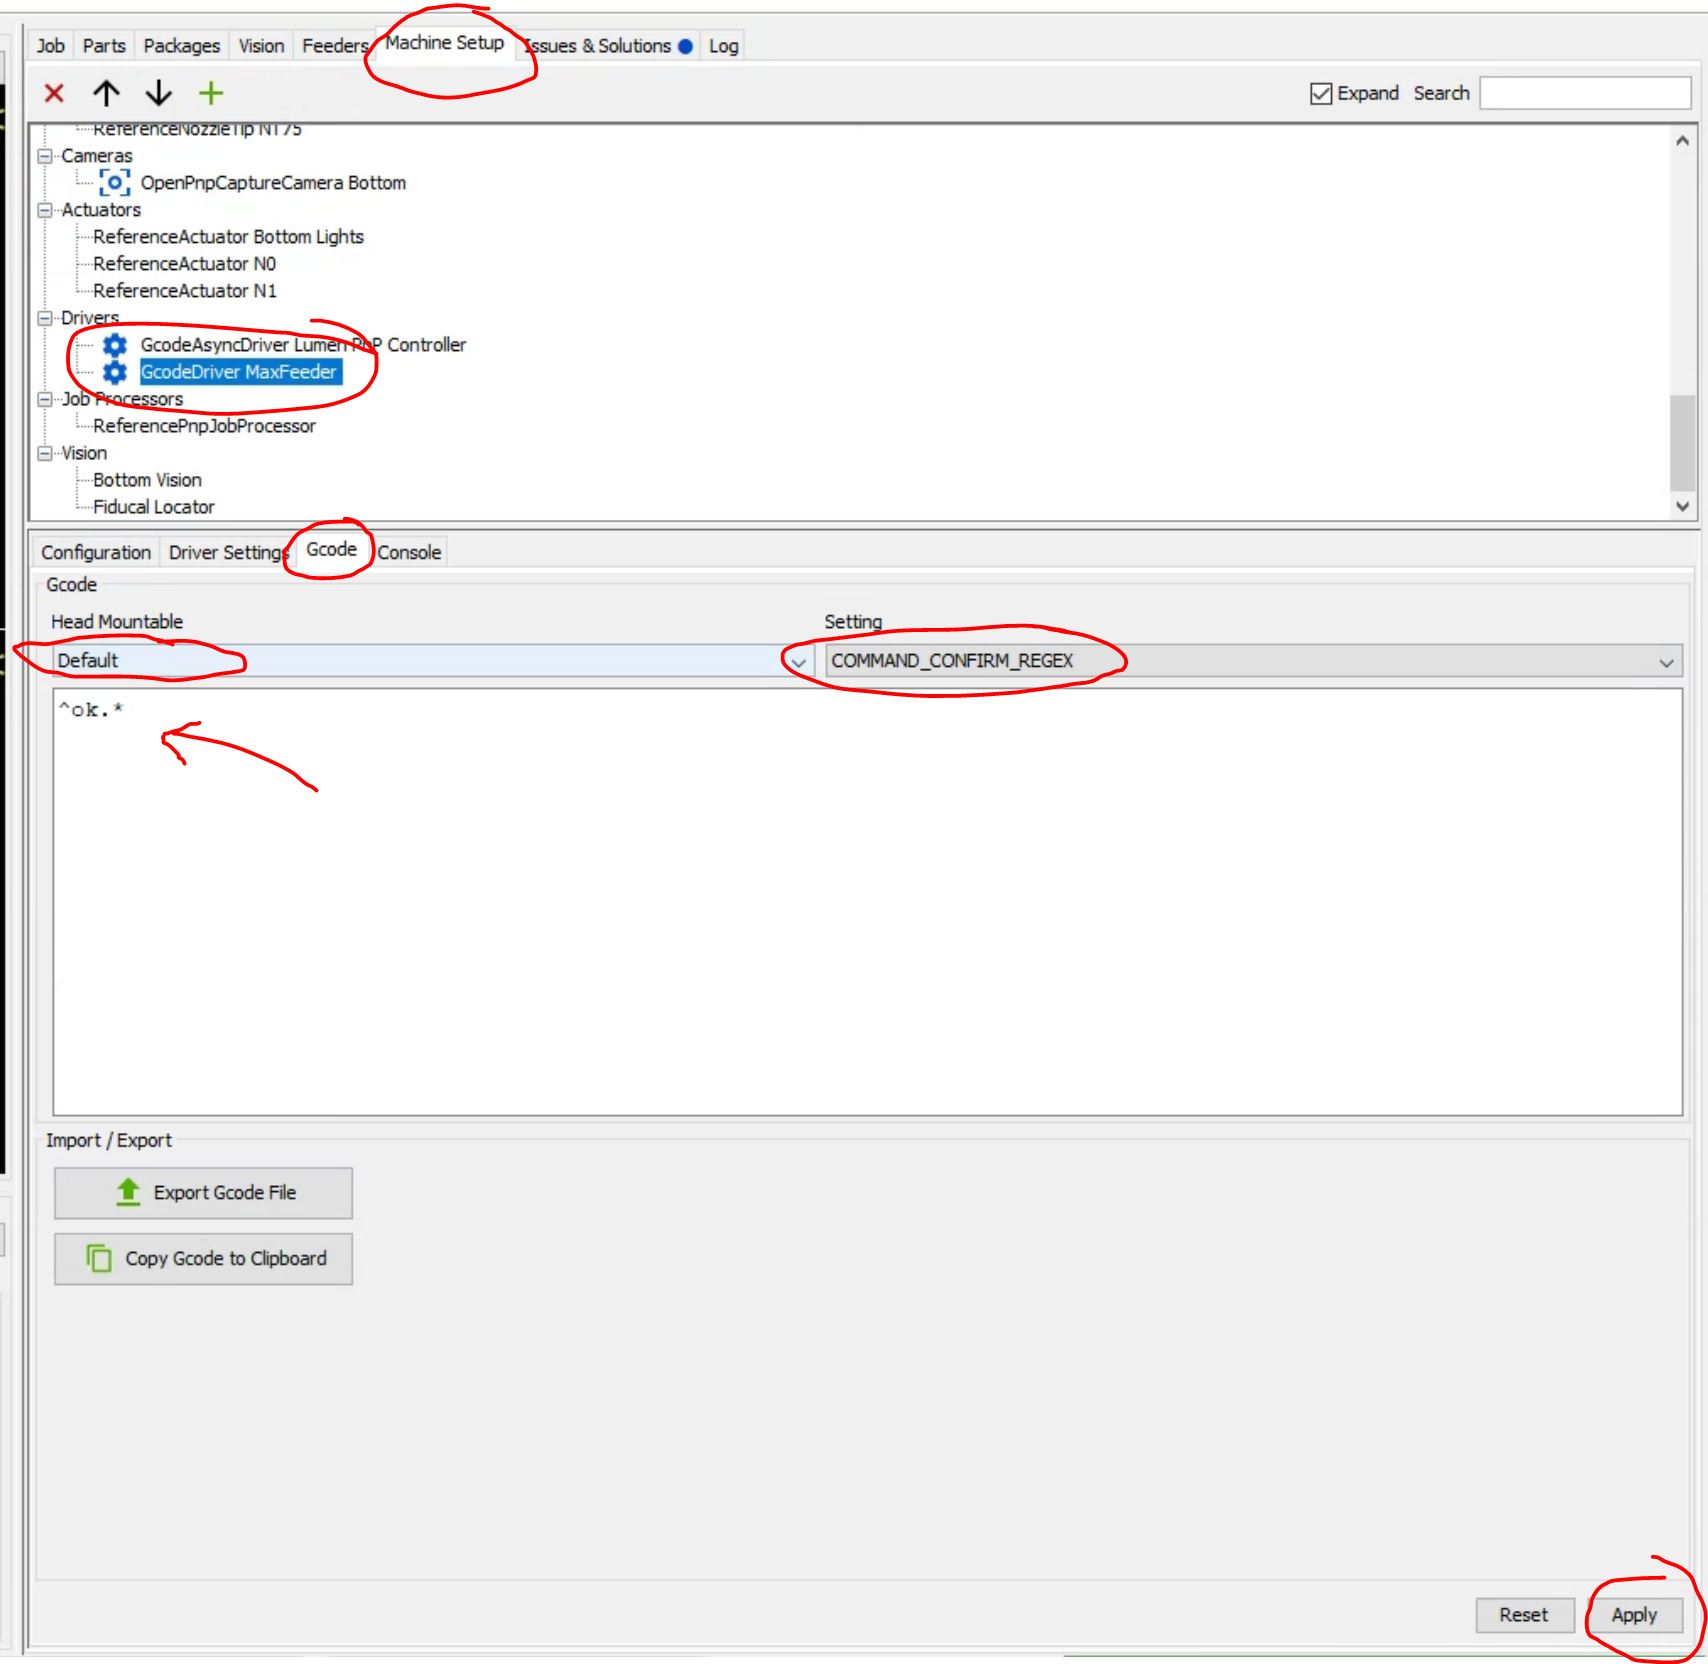 Job Parts Packages Vision Feeders Machine Setup Issues & Solutions Log
Expand Search
ReferenceNozzleTip NT75
Cameras
OpenPnpCaptureCamera Bottom
Actuators
ReferenceActuator Bottom Lights
ReferenceActuator N0
ReferenceActuator N1
Drivers
GcodeAsyncDriver Lumen PnP Controller
GcodeDriver MaxFeeder
Job Processors
ReferencePnpJobProcessor
Vision
Bottom Vision
Fiducal Locator
Configuration Driver Settings Gcode Console
Gcode
Head Mountable Setting
Default COMMAND_CONFIRM_REGEX
^ok.*
Import / Export
Export Gcode File
Copy Gcode to Clipboard
Reset Apply